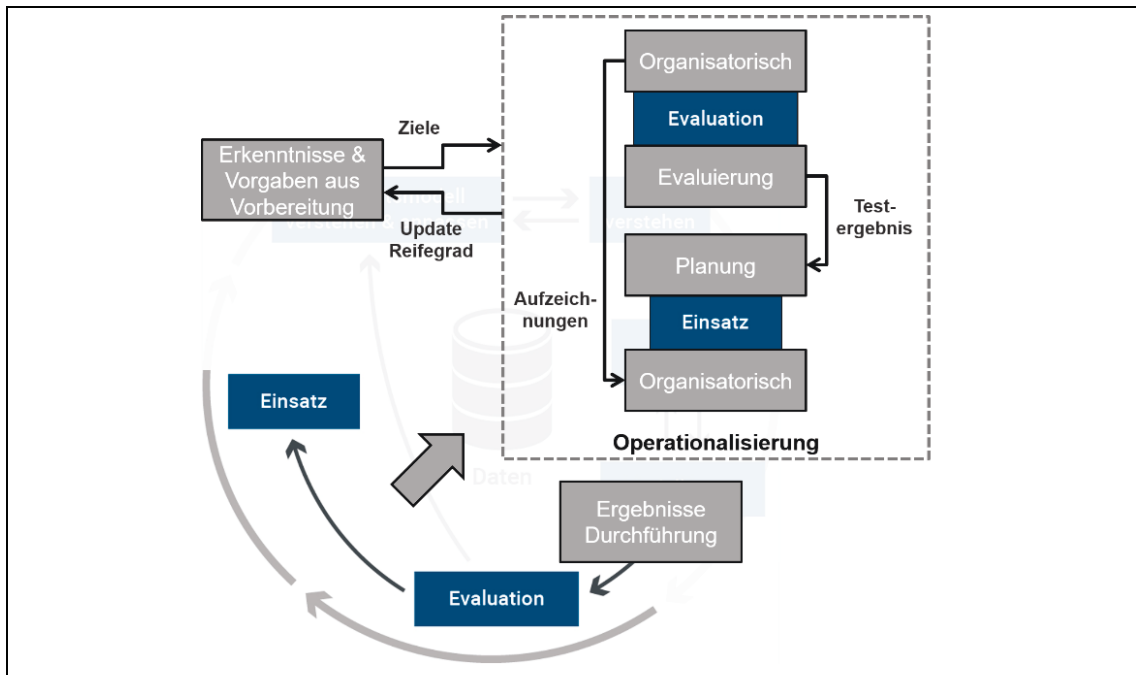 Organisatorisch
Evaluation
Evaluierung
Test-
ergebnis
Planung
Einsatz
Organisatorisch
Operationalisierung
Aufzeich-
nungen
Ziele
Erkenntnisse &
Vorgaben aus
Vorbereitung
Update
Reifegrad
verstehen
Einsatz
Daten
Ergebnisse
Durchführung
Evaluation